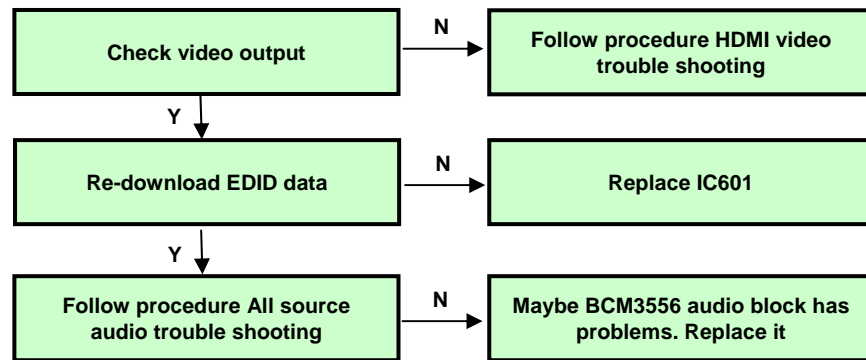 Check video output
N
Follow procedure HDMI video
trouble shooting
Y
Re-download EDID data
N
Replace IC601
Y
Follow procedure All source
audio trouble shooting
N
Maybe BCM3556 audio block has
problems. Replace it